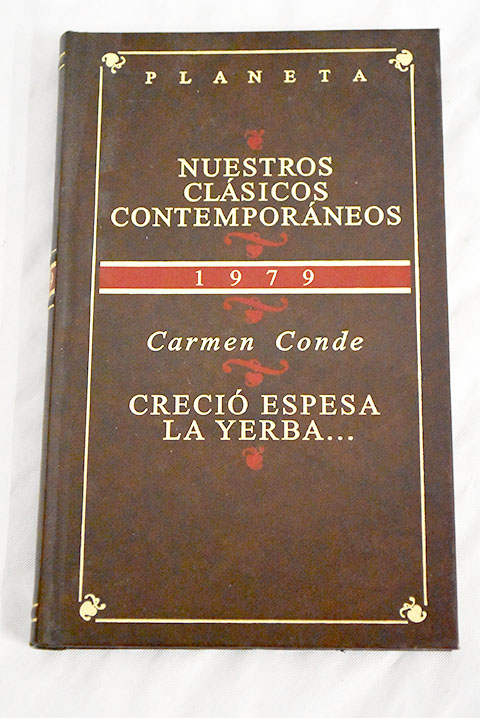 PLANETA
NUESTROS
CLÁSICOS
CONTEMPORÁNEOS
1979
Carmen Conde
CRECIÓ ESPESA
LA YERBA...